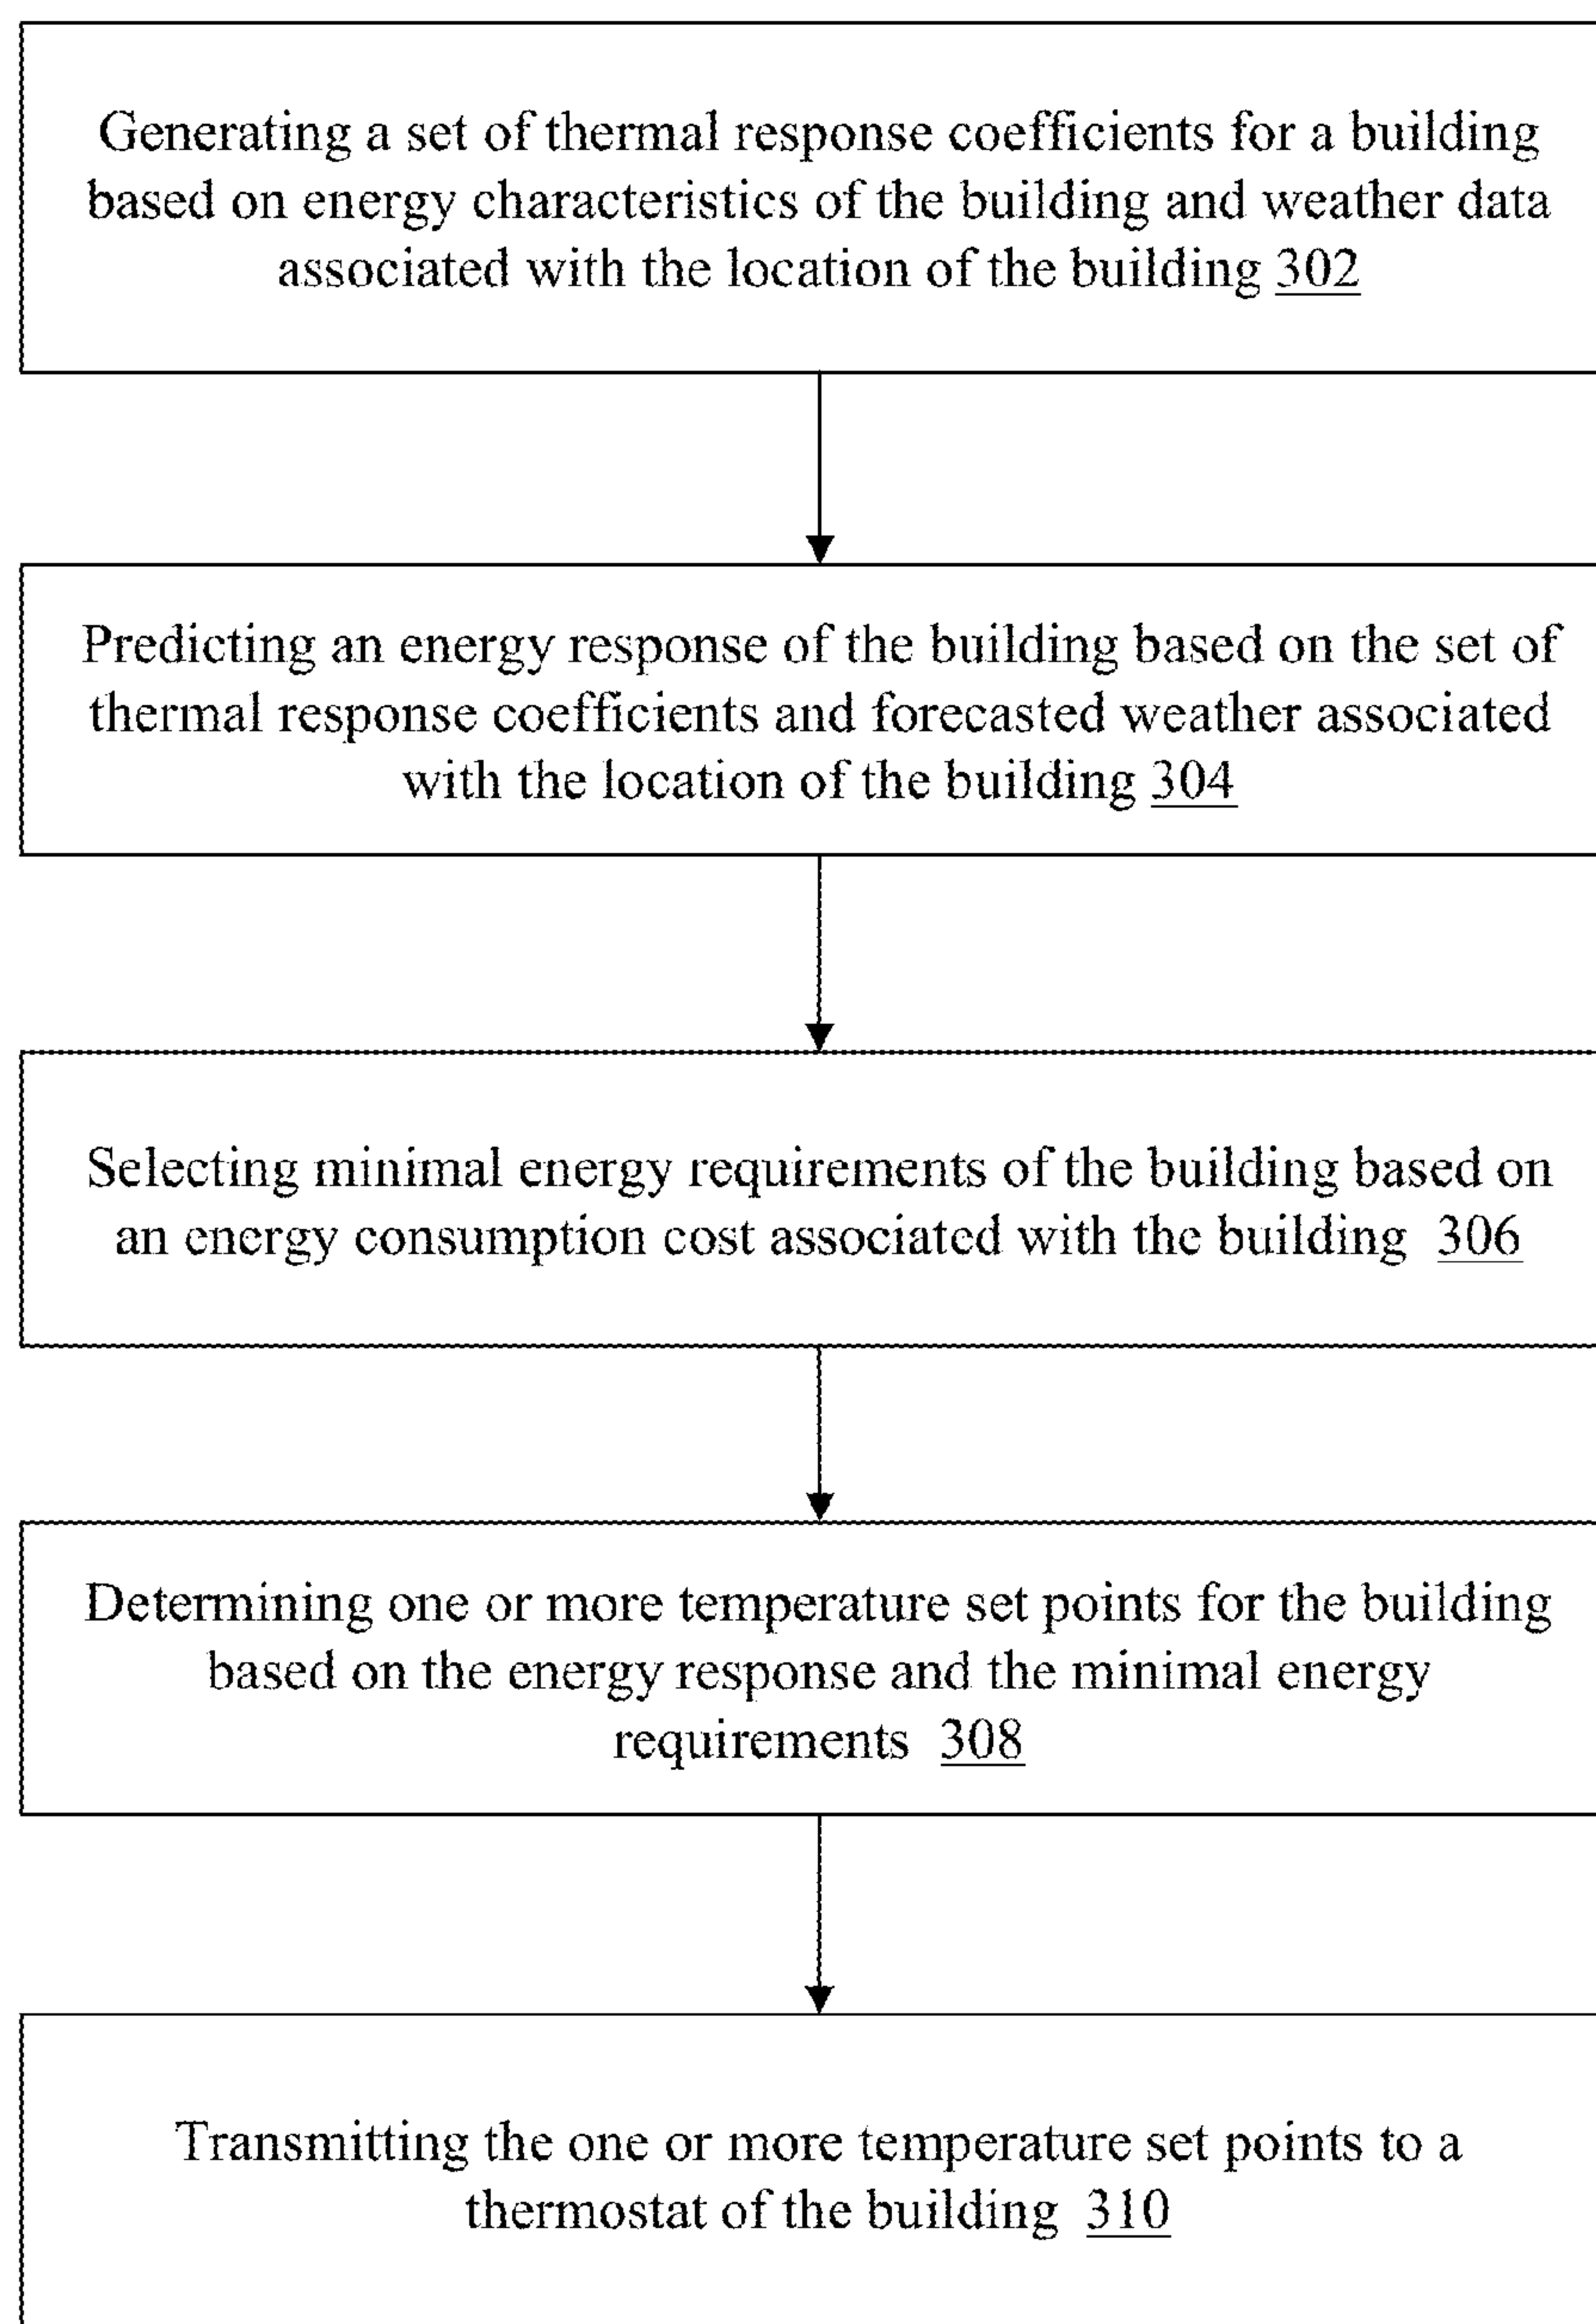 Generating a set of thermal response coefficients for a building
based on energy characteristics of the building and weather data
associated with the location of the building 302
Predicting an energy response of the building based on the set of
thermal response coefficients and forecasted weather associated
with the location of the building 304
Selecting minimal energy requirements of the building based on
an energy consumption cost associated with the building 306
Determining one or more temperature set points for the building
based on the energy response and the minimal energy
requirements 308
Transmitting the one or more temperature set points to a
thermostat of the building 310